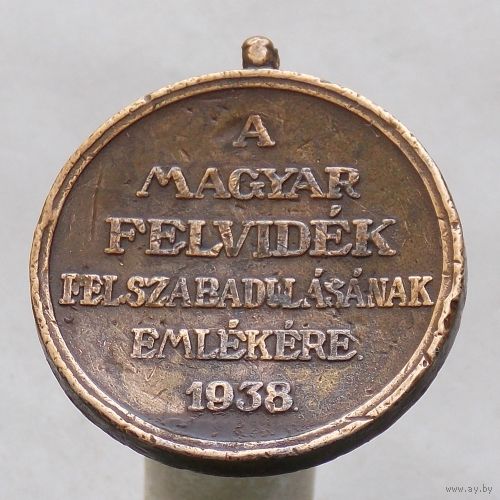 A
MAGYAR
FELVIDÉK
FELSZABADULÁSÁNAK
EMLÉKÉRE.
1938.
www.ay.by